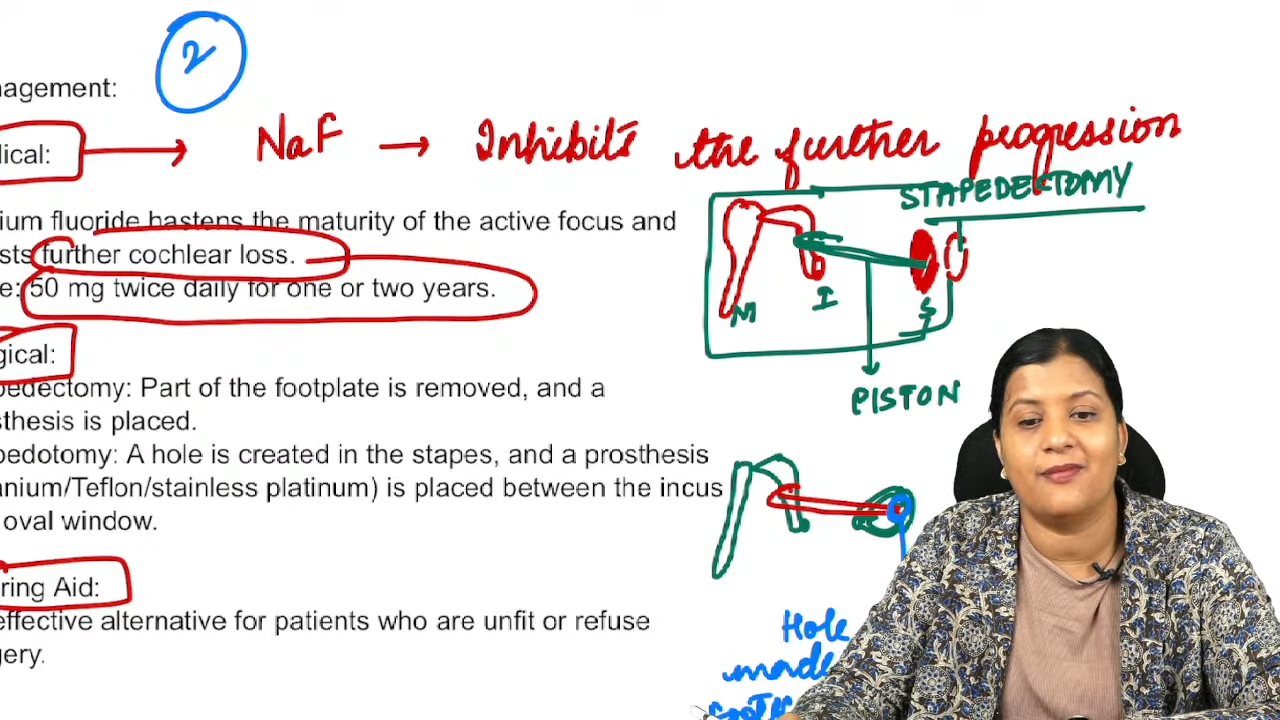 2
nagement:
NaF → Inhibits the further progression
dical:
STAPEDECTOMY
ium fluoride hastens the maturity of the active focus and
sts further cochlear loss.
e: 50 mg twice daily for one or two years.
M I S
gical:
PISTON
pedectomy: Part of the footplate is removed, and a
sthesis is placed.
pedotomy: A hole is created in the stapes, and a prosthesis
anium/Teflon/stainless platinum) is placed between the incus
oval window.
ring Aid:
effective alternative for patients who are unfit or refuse
gery.
Hole
made